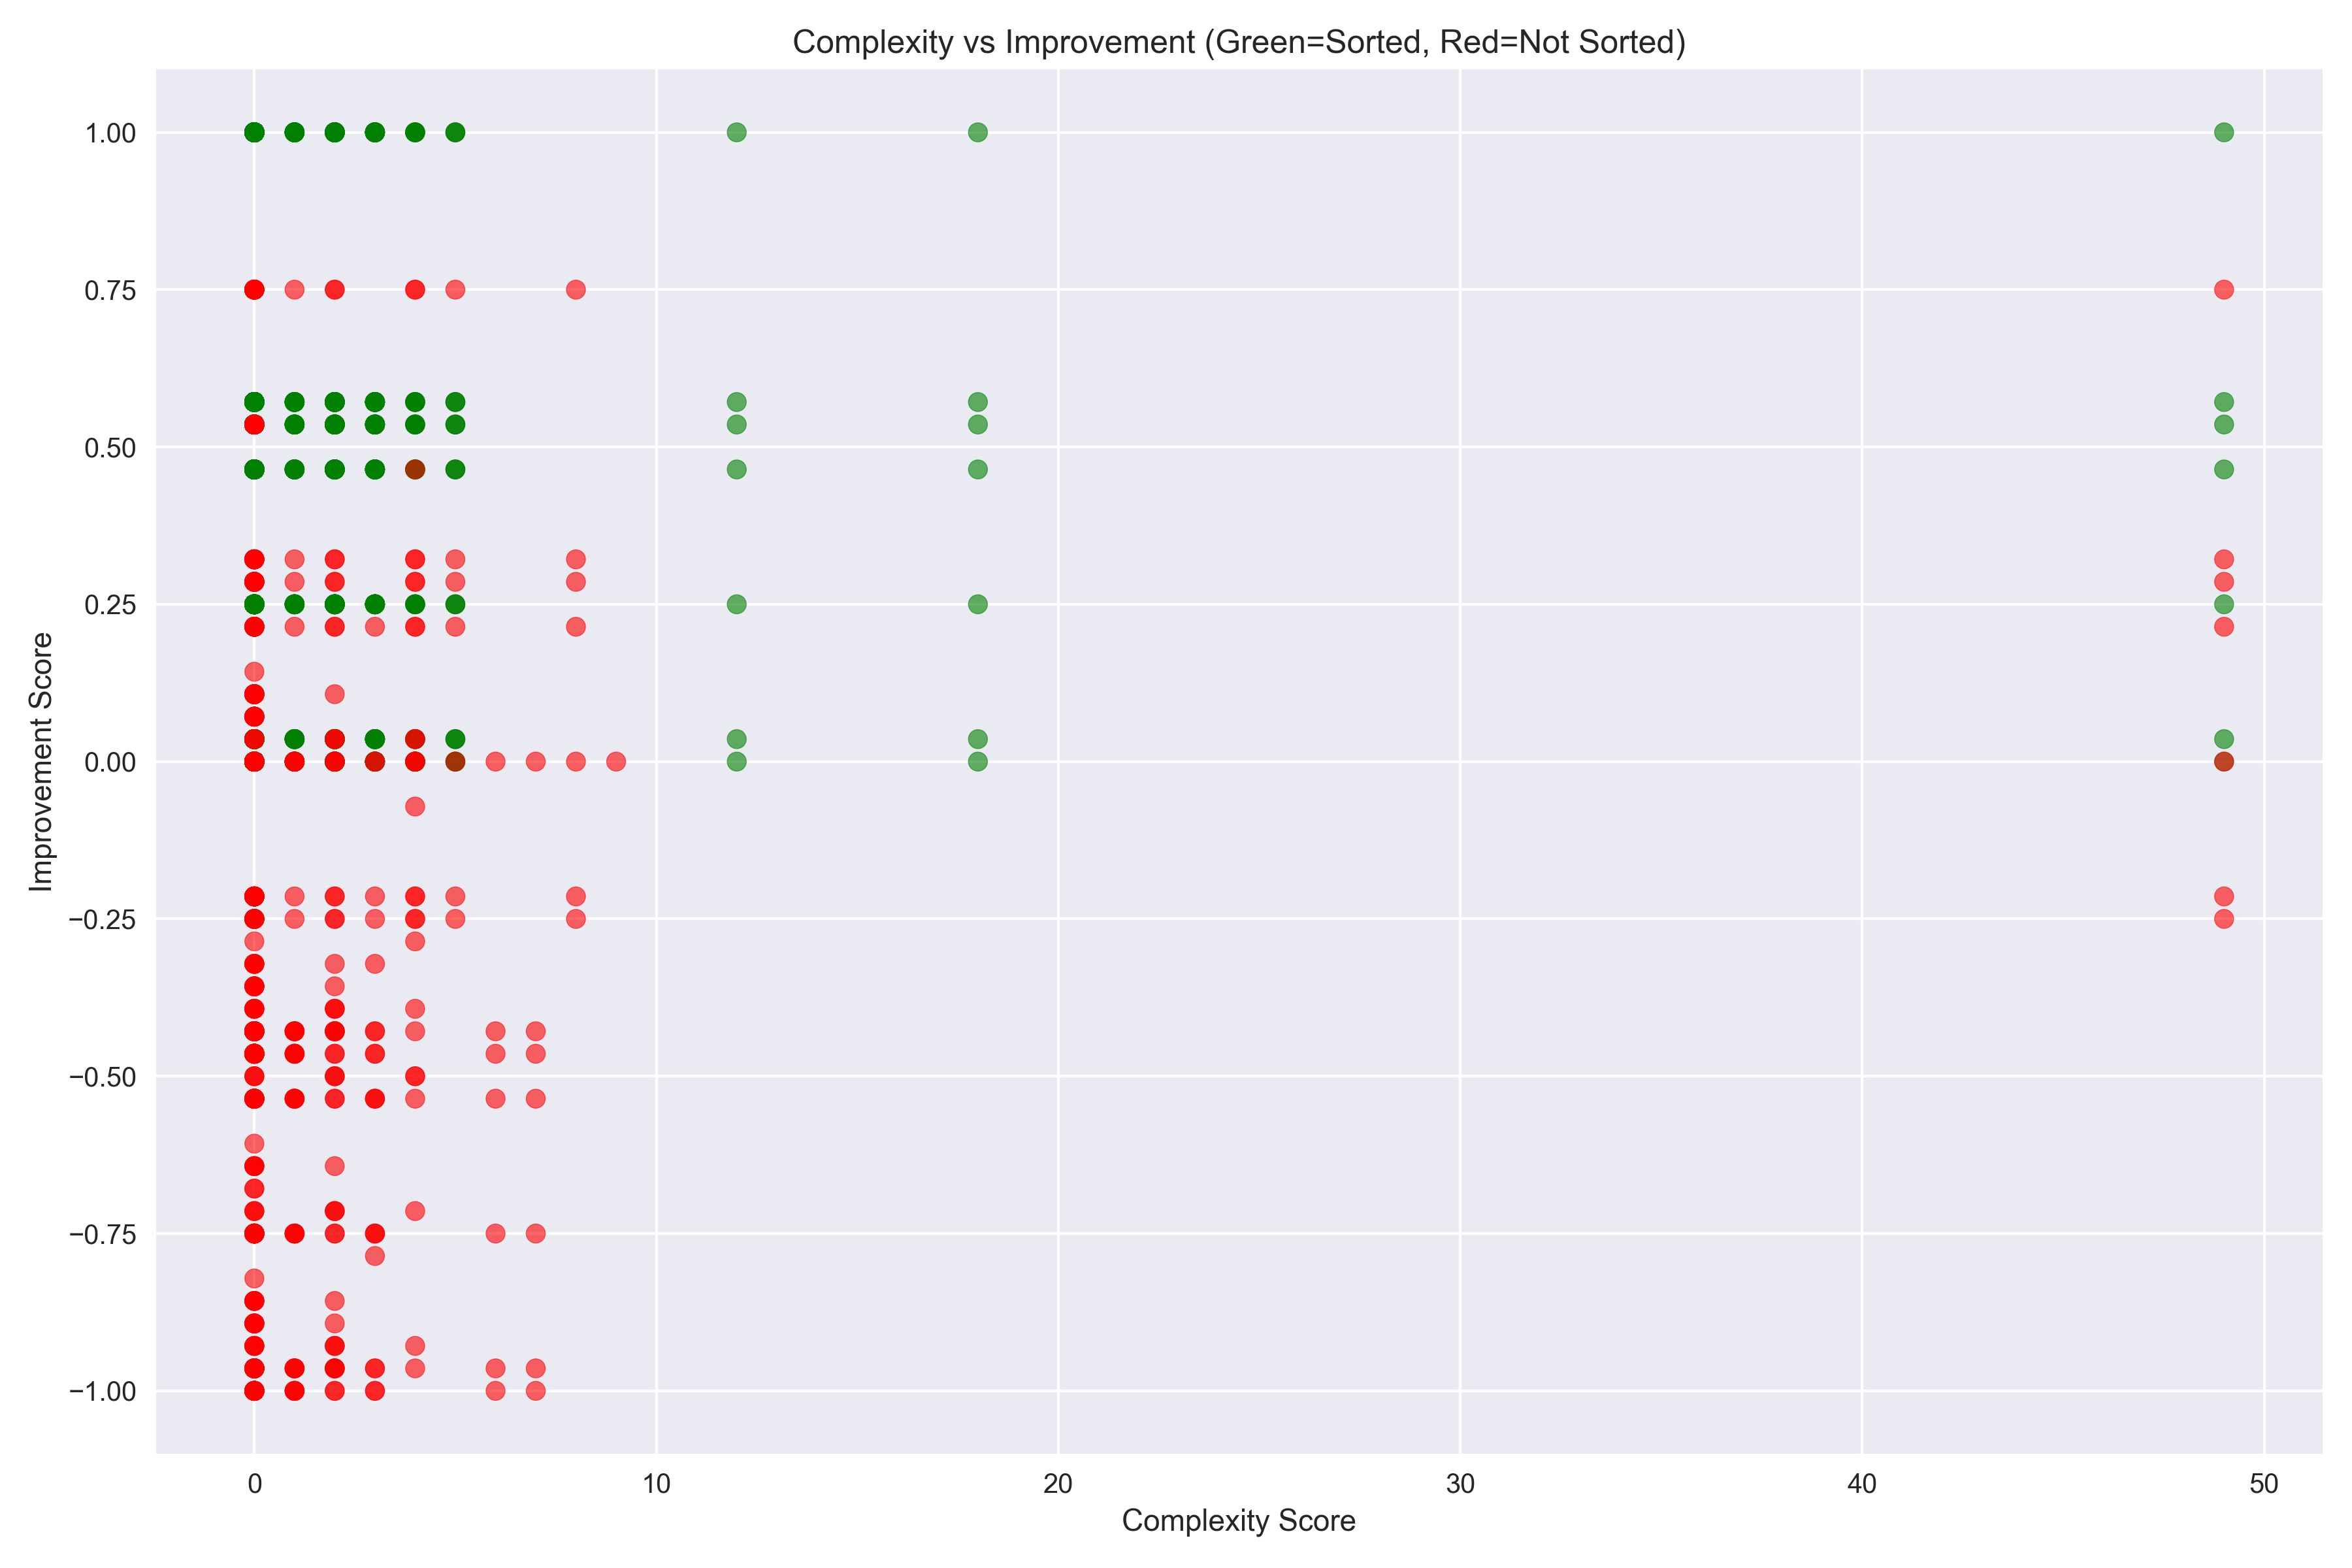 Complexity vs Improvement (Green=Sorted, Red=Not Sorted)
1.00
0.75
0.50
0.25
0.00
−0.25
−0.50
−0.75
−1.00
Improvement Score
0 10 20 30 40 50
Complexity Score